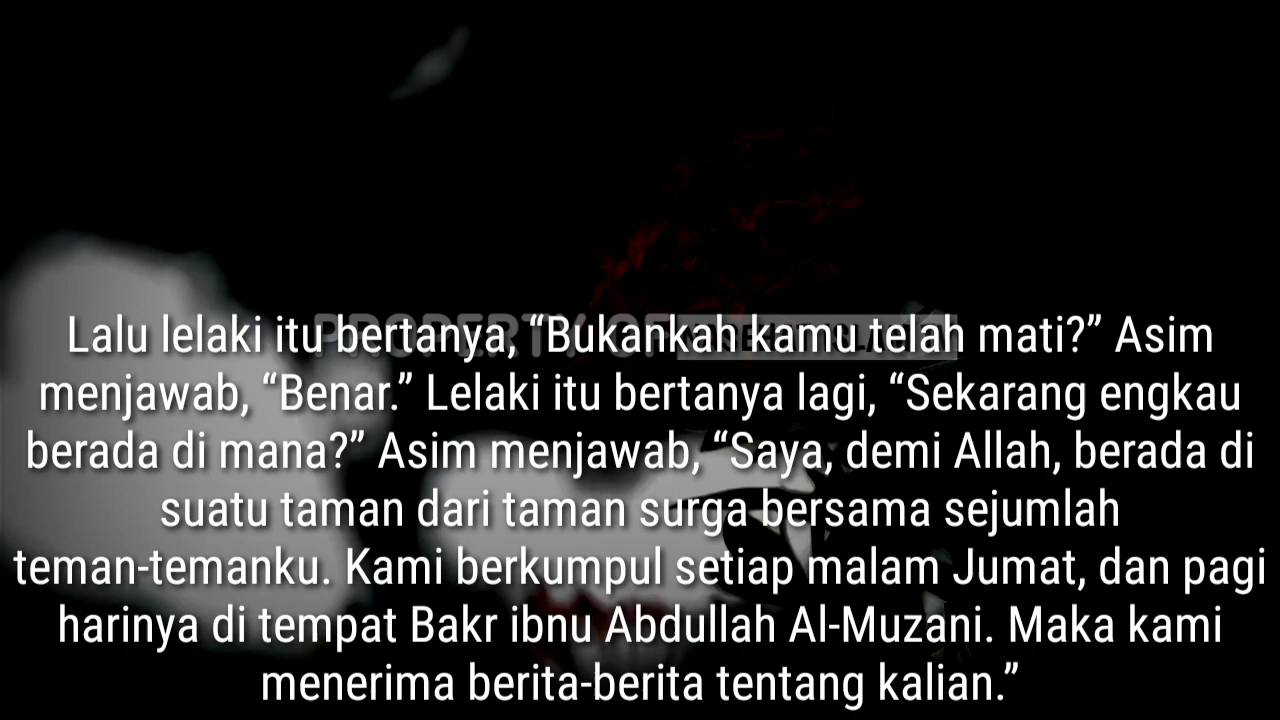 Lalu lelaki itu bertanya, “Bukankah kamu telah mati?” Asim
menjawab, “Benar.” Lelaki itu bertanya lagi, “Sekarang engkau
berada di mana?” Asim menjawab, “Saya, demi Allah, berada di
suatu taman dari taman surga bersama sejumlah
teman-temanku. Kami berkumpul setiap malam Jumat, dan pagi
harinya di tempat Bakr ibnu Abdullah Al-Muzani. Maka kami
menerima berita-berita tentang kalian.”
PROPERTY OF